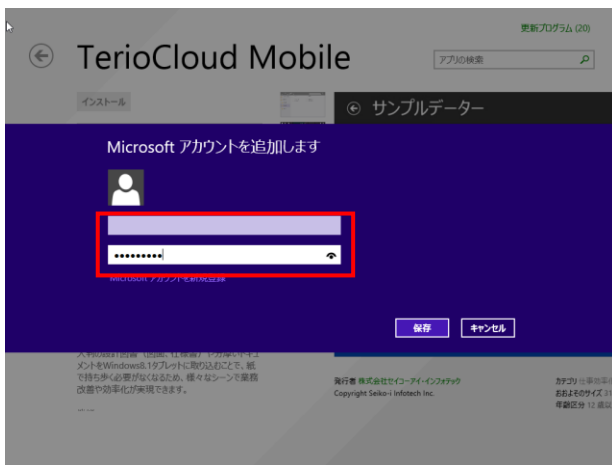 更新プログラム (20)
TerioCloud Mobile
アプリの検索
インストール
サンプルデーター
Microsoft アカウントを追加します
•••••••••
Microsoft アカウントを新規登録
保存
キャンセル
メントをWindows8.1タブレットに取り込むことで、紙
で持ち歩く必要がなくなるため、様々なシーンで業務
改善や効率化が実現できます。
発行者 株式会社セイコーアイ・インフォテック
Copyright Seiko-i Infotech Inc.
カテゴリ 仕事効率
おおよそのサイズ 31
年齢区分 12 歳以